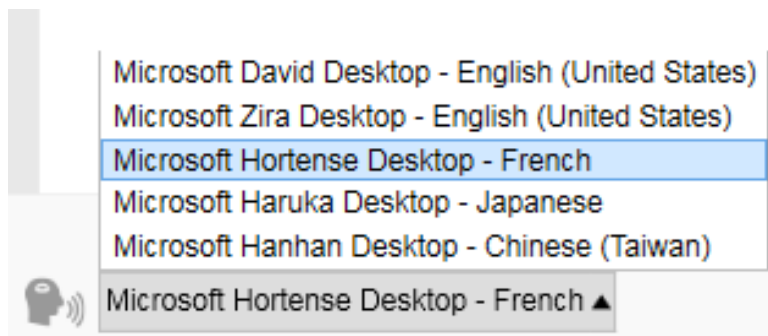 Microsoft David Desktop - English (United States)
Microsoft Zira Desktop - English (United States)
Microsoft Hortense Desktop - French
Microsoft Haruka Desktop - Japanese
Microsoft Hanhan Desktop - Chinese (Taiwan)
Microsoft Hortense Desktop - French ▲